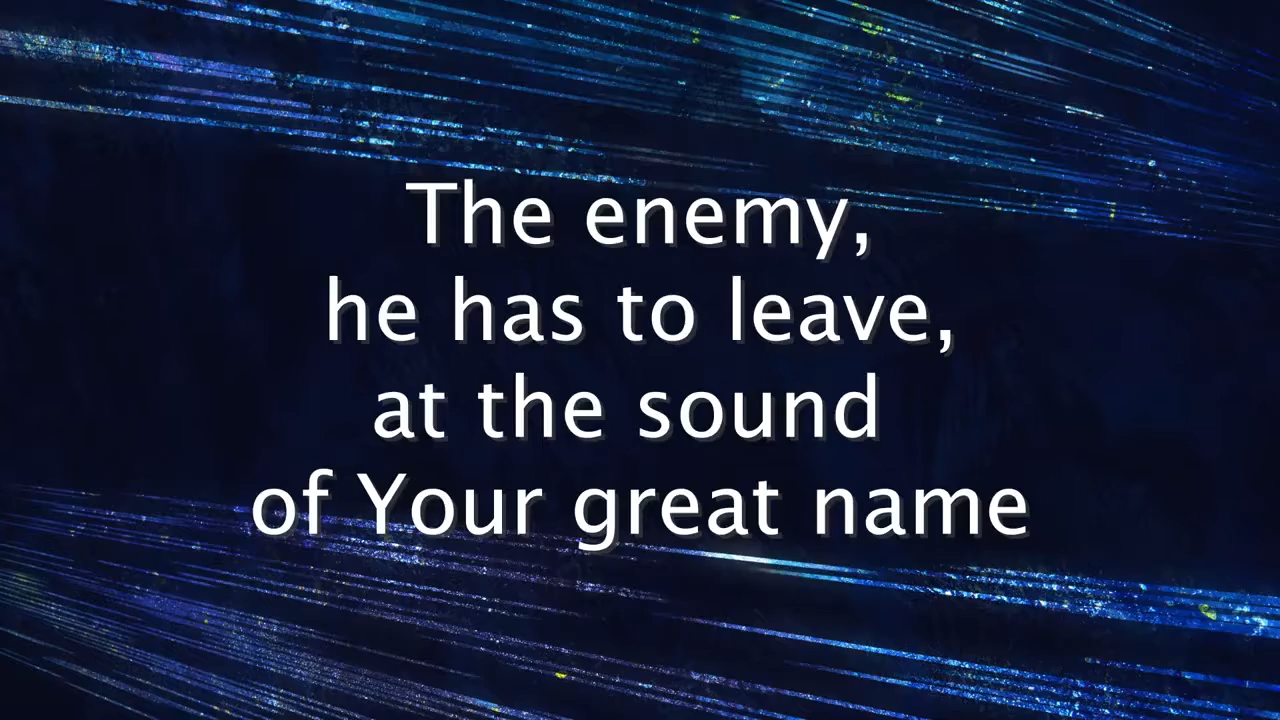 The enemy,
he has to leave,
at the sound
of Your great name